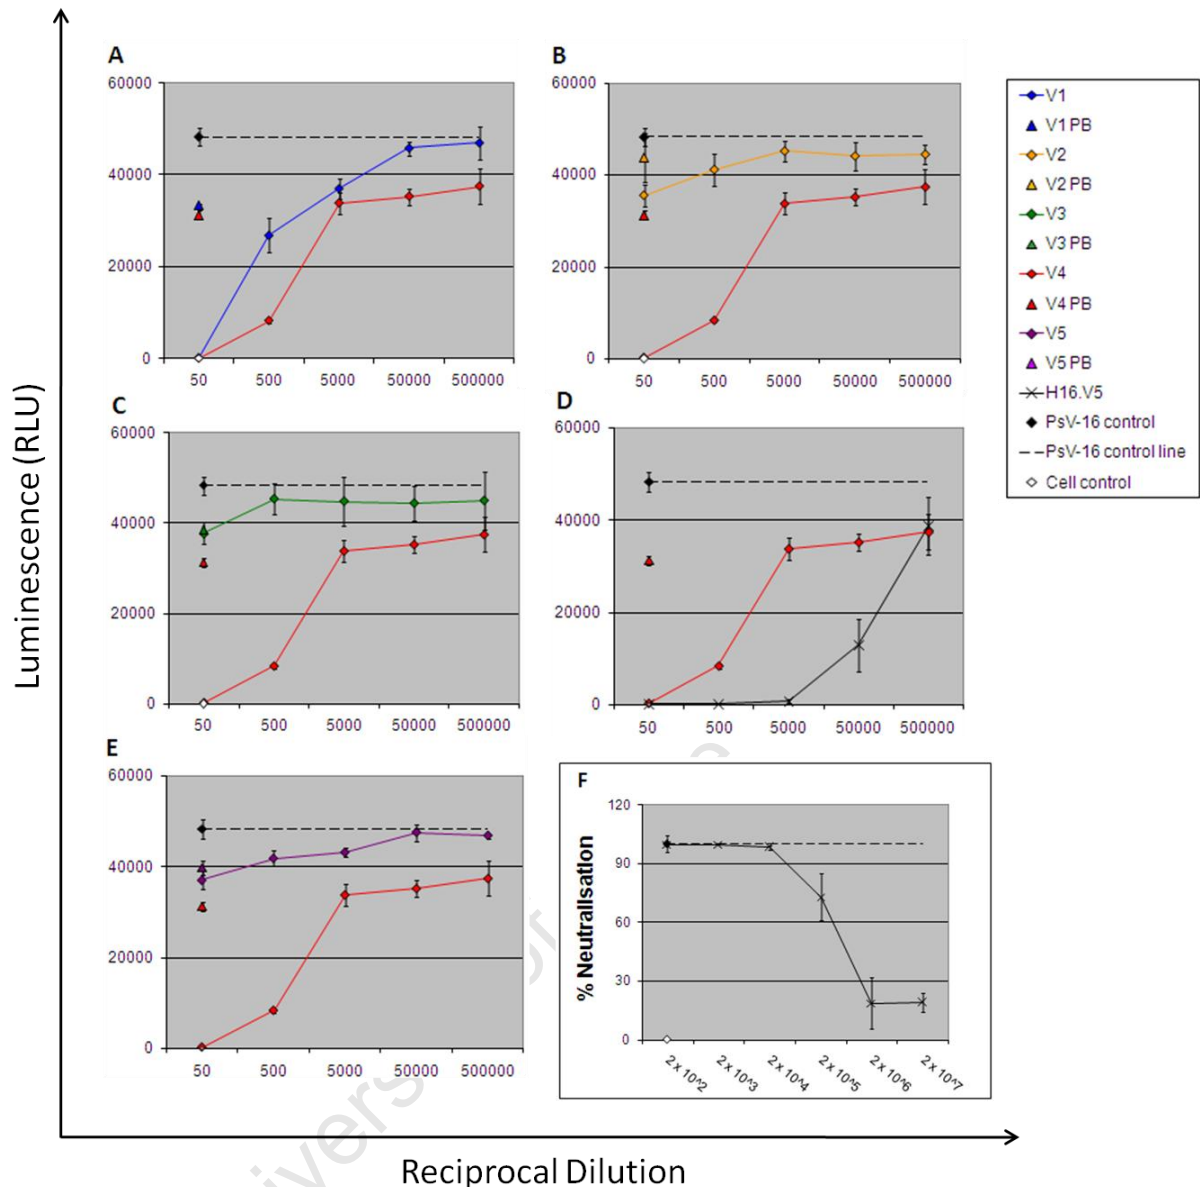 A
60000
40000
20000
0
50 500 5000 50000 500000
B
60000
40000
20000
0
50 500 5000 50000 500000
V1
V1 PB
V2
V2 PB
V3
V3 PB
V4
V4 PB
V5
V5 PB
H16.V5
PsV-16 control
PsV-16 control line
Cell control
C
60000
40000
20000
0
50 500 5000 50000 500000
D
60000
40000
20000
0
50 500 5000 50000 500000
E
60000
40000
20000
0
50 500 5000 50000 500000
F
% Neutralisation
120
90
60
30
0
2 x 10^2 2 x 10^3 2 x 10^4 2 x 10^5 2 x 10^6 2 x 10^7
Luminescence (RLU)
Reciprocal Dilution